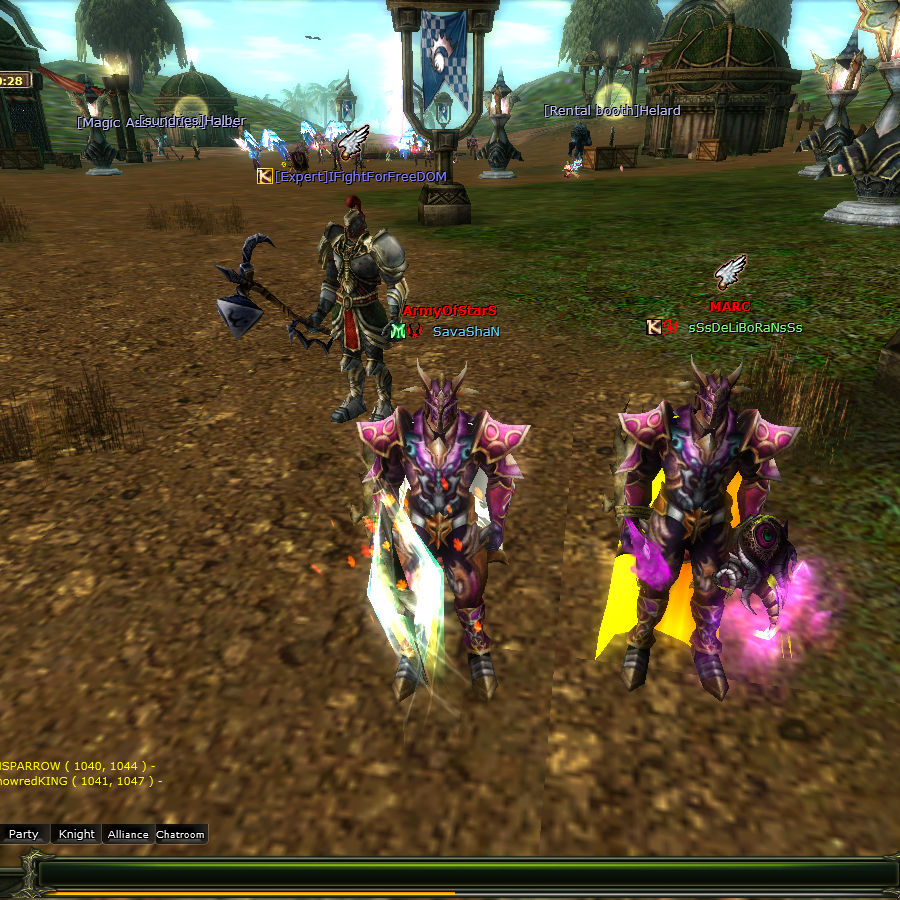 :28
[sundries]Halber
[Rental booth]Helard
[Expert]IFightForFreeDOM
ArmyOfStarS
SavaShaN
MARC
sSsDeLiBoRaNsSs
SPARROW ( 1040, 1044 ) -
owredKING ( 1041, 1047 ) -
Party Knight Alliance Chatroom